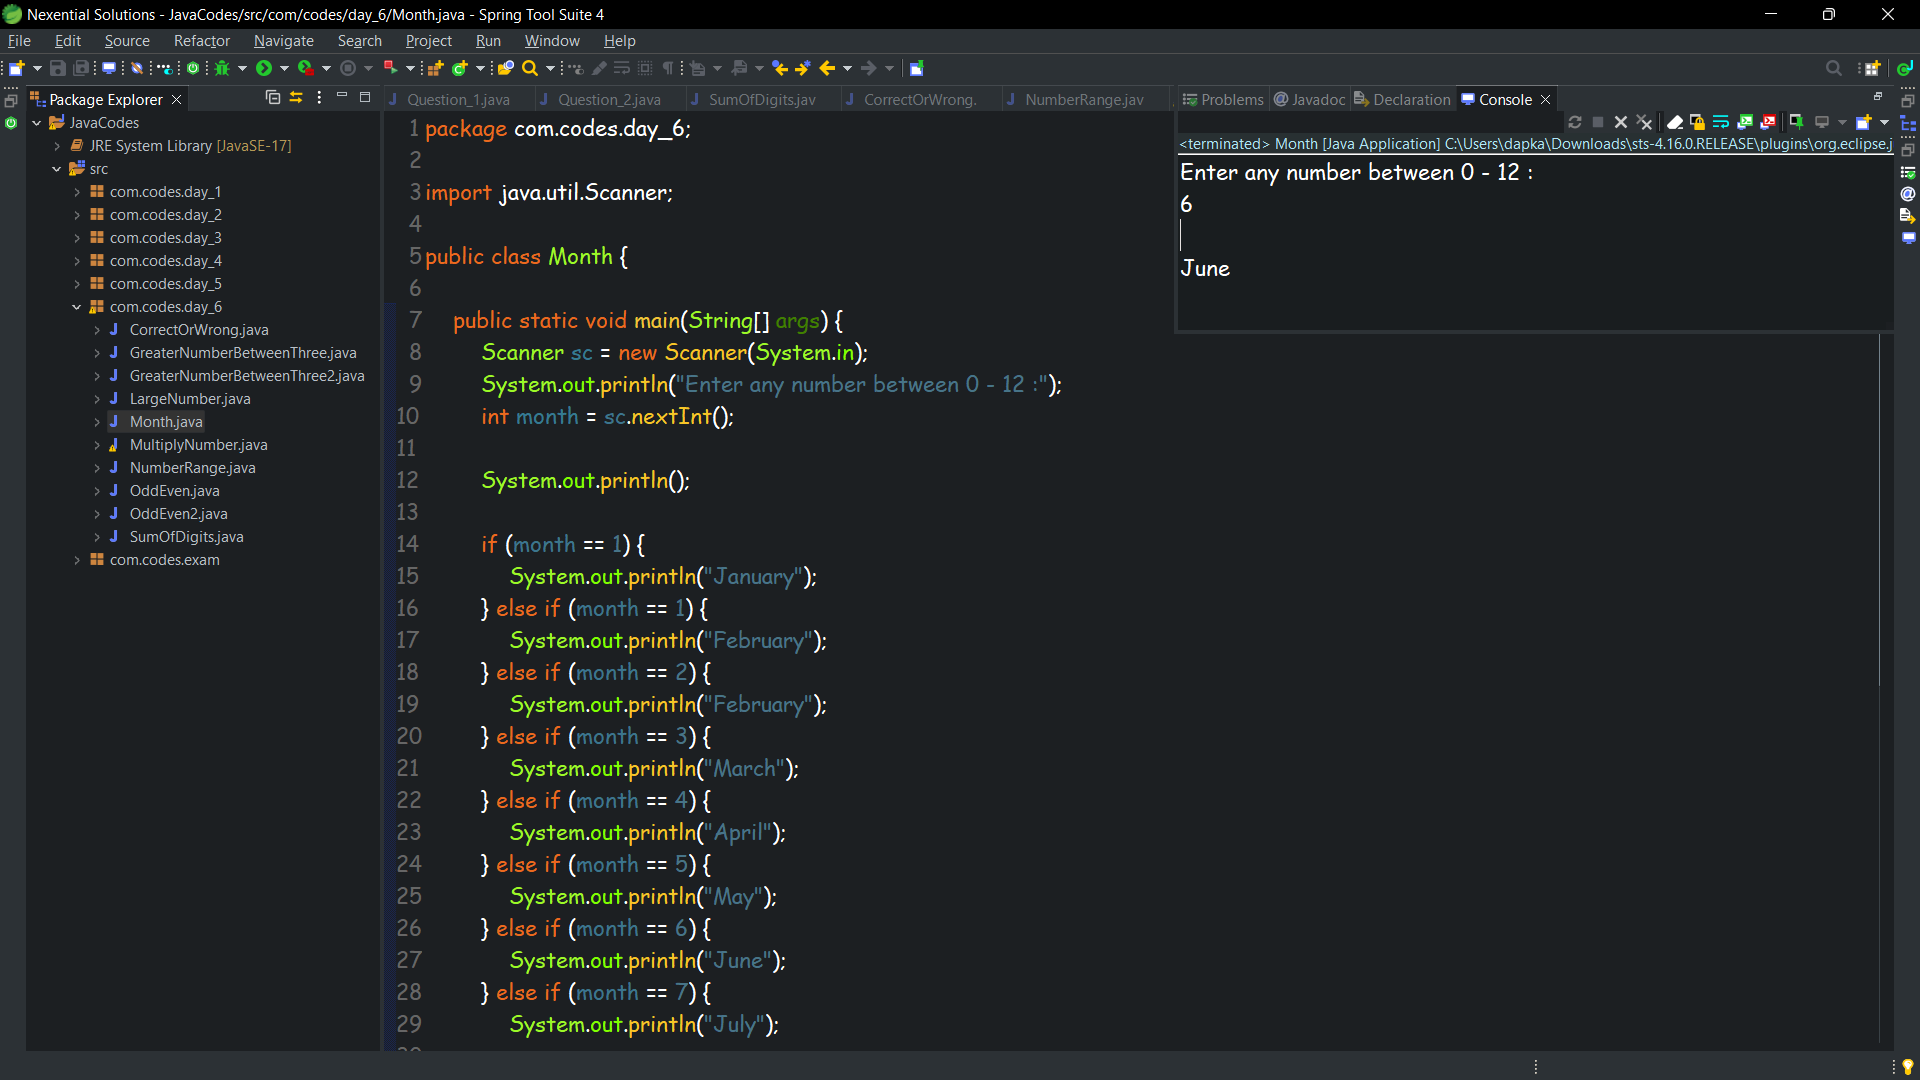 Nexential Solutions - JavaCodes/src/com/codes/day_6/Month.java - Spring Tool Suite 4
File Edit Source Refactor Navigate Search Project Run Window Help
Package Explorer
JavaCodes
JRE System Library [JavaSE-17]
src
com.codes.day_1
com.codes.day_2
com.codes.day_3
com.codes.day_4
com.codes.day_5
com.codes.day_6
CorrectOrWrong.java
GreaterNumberBetweenThree.java
GreaterNumberBetweenThree2.java
LargeNumber.java
Month.java
MultiplyNumber.java
NumberRange.java
OddEven.java
OddEven2.java
SumOfDigits.java
com.codes.exam
Question_1.java Question_2.java SumOfDigits.jav CorrectOrWrong. NumberRange.jav
1 package com.codes.day_6;
2
3 import java.util.Scanner;
4
5 public class Month {
6
7 public static void main(String[] args) {
8 Scanner sc = new Scanner(System.in);
9 System.out.println("Enter any number between 0 - 12 :");
10 int month = sc.nextInt();
11
12 System.out.println();
13
14 if (month == 1) {
15 System.out.println("January");
16 } else if (month == 1) {
17 System.out.println("February");
18 } else if (month == 2) {
19 System.out.println("February");
20 } else if (month == 3) {
21 System.out.println("March");
22 } else if (month == 4) {
23 System.out.println("April");
24 } else if (month == 5) {
25 System.out.println("May");
26 } else if (month == 6) {
27 System.out.println("June");
28 } else if (month == 7) {
29 System.out.println("July");
Problems Javadoc Declaration Console
<terminated> Month [Java Application] C:\Users\dapka\Downloads\sts-4.16.0.RELEASE\plugins\org.eclipse.j
Enter any number between 0 - 12 :
6
June